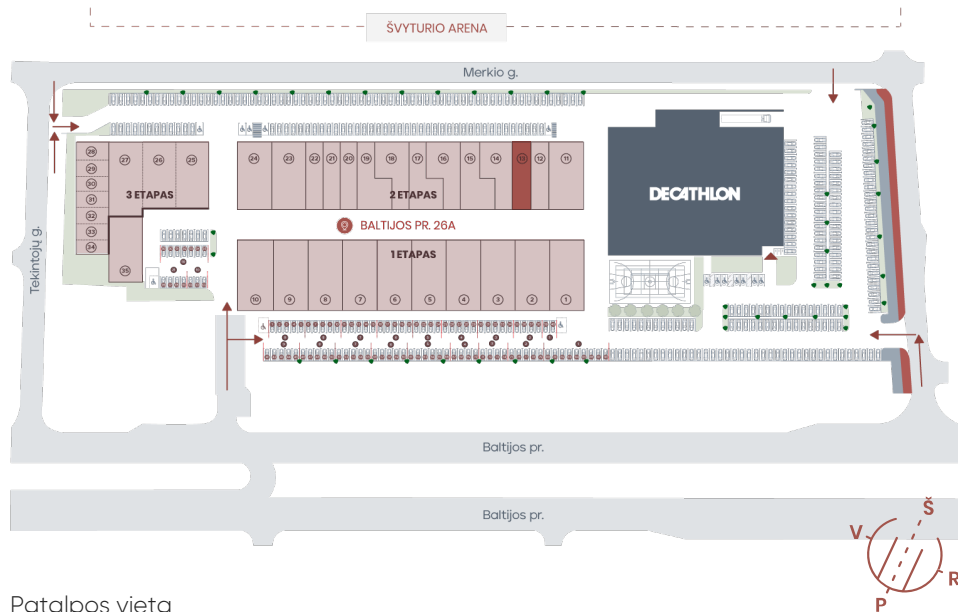 ŠVYTURIO ARENA
Merkio g.
28
27
26
25
24
23
22
21
20
19
18
17
16
15
14
13
12
11
29
30
31
32
33
34
35
3 ETAPAS
2 ETAPAS
DECATHLON
BALTIJOS PR. 26A
1 ETAPAS
Tekintojų g.
10
9
8
7
6
5
4
3
2
1
Baltijos pr.
Baltijos pr.
Š
V
R
P
Patalpos vieta